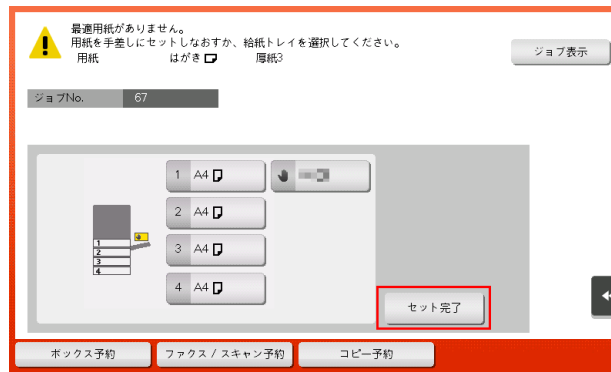 最適用紙がありません。
用紙を手差しにセットしなおすか、給紙トレイを選択してください。
用紙 はがき 厚紙3
ジョブ表示
ジョブNo. 67
1 A4
2 A4
3 A4
4 A4
1
2
3
4
セット完了
ボックス予約 ファクス / スキャン予約 コピー予約